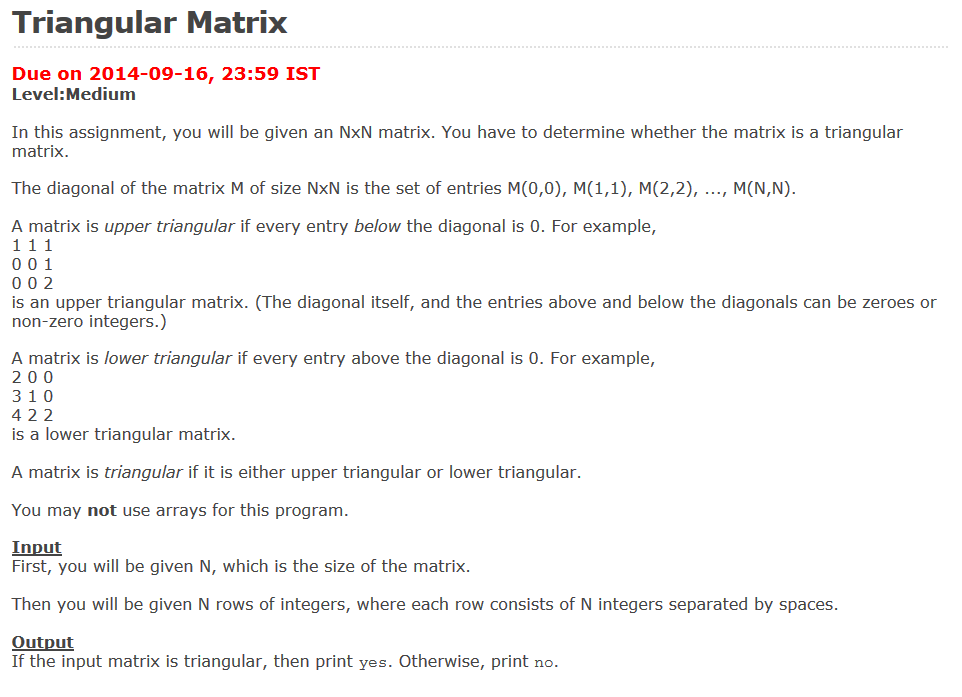 Triangular Matrix
Due on 2014-09-16, 23:59 IST
Level:Medium
In this assignment, you will be given an NxN matrix. You have to determine whether the matrix is a triangular
matrix.
The diagonal of the matrix M of size NxN is the set of entries M(0,0), M(1,1), M(2,2), ..., M(N,N).
A matrix is upper triangular if every entry below the diagonal is 0. For example,
1 1 1
0 0 1
0 0 2
is an upper triangular matrix. (The diagonal itself, and the entries above and below the diagonals can be zeroes or
non-zero integers.)
A matrix is lower triangular if every entry above the diagonal is 0. For example,
2 0 0
3 1 0
4 2 2
is a lower triangular matrix.
A matrix is triangular if it is either upper triangular or lower triangular.
You may not use arrays for this program.
Input
First, you will be given N, which is the size of the matrix.
Then you will be given N rows of integers, where each row consists of N integers separated by spaces.
Output
If the input matrix is triangular, then print yes. Otherwise, print no.